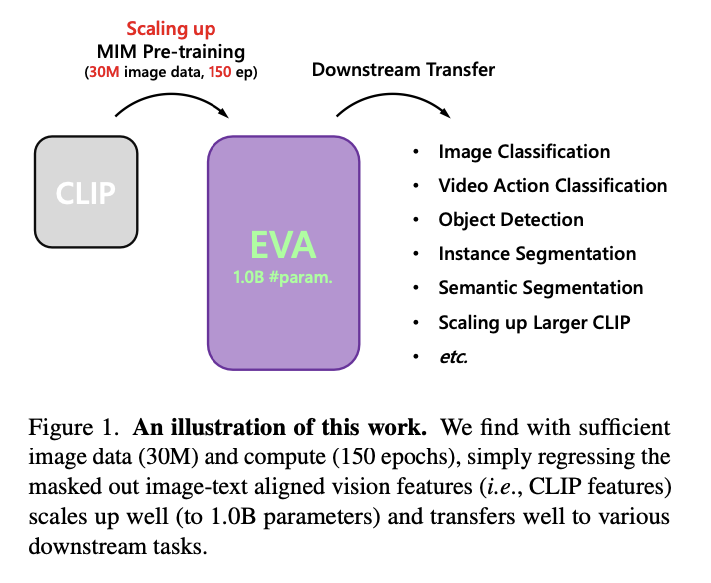 Scaling up
MIM Pre-training
(30M image data, 150 ep)
Downstream Transfer
CLIP
EVA
1.0B #param.
• Image Classification
• Video Action Classification
• Object Detection
• Instance Segmentation
• Semantic Segmentation
• Scaling up Larger CLIP
• etc.
Figure 1. An illustration of this work. We find with sufficient
image data (30M) and compute (150 epochs), simply regressing the
masked out image-text aligned vision features (i.e., CLIP features)
scales up well (to 1.0B parameters) and transfers well to various
downstream tasks.